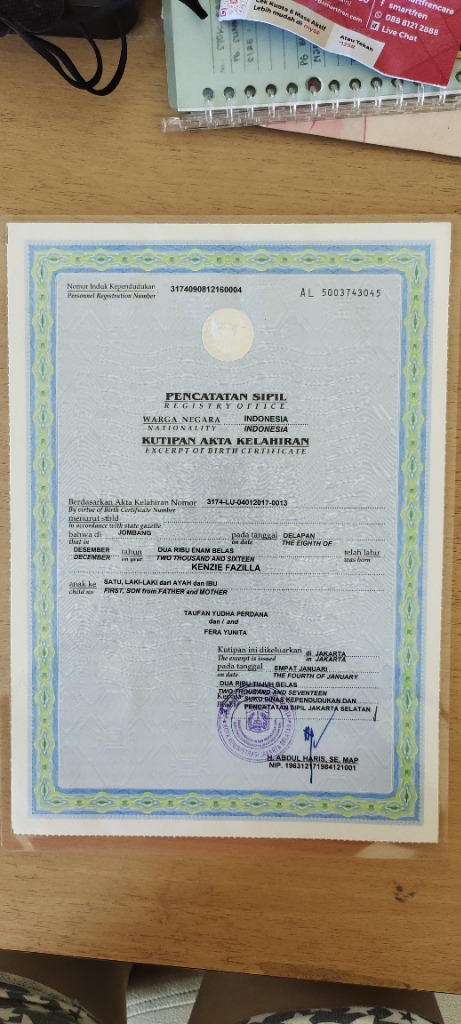 smartfrencare
smartfren
088 8121 2888
Live Chat
Cek Kuota & Masa Aktif
Lebih mudah di mySF
Atau Tekan
*123#
Nomor Induk Kependudukan 3174090812160004
Personnel Registration Number
AL 5003743045
PENCATATAN SIPIL
REGISTRY OFFICE
WARGA NEGARA INDONESIA
NATIONALITY INDONESIA
KUTIPAN AKTA KELAHIRAN
EXCERPT OF BIRTH CERTIFICATE
Berdasarkan Akta Kelahiran Nomor 3174-LU-04012017-0013
By virtue of Birth Certificate Number
menurut stbld
in accordance with state gazette
bahwa di JOMBANG pada tanggal DELAPAN
that in on date THE EIGHTH OF
DESEMBER tahun DUA RIBU ENAM BELAS telah lahir
DECEMBER on year TWO THOUSAND AND SIXTEEN was born
KENZIE FAZILLA
anak ke SATU, LAKI-LAKI dari AYAH dan IBU
child no FIRST, SON from FATHER and MOTHER
TAUFAN YUDHA PERDANA
dan / and
FERA YUNITA
Kutipan ini dikeluarkan di JAKARTA
The excerpt is issued in JAKARTA
pada tanggal EMPAT JANUARI
on date THE FOURTH OF JANUARY
DUA RIBU TUJUH BELAS
TWO THOUSAND AND SEVENTEEN
Kepala SUKU DINAS KEPENDUDUKAN DAN
PENCATATAN SIPIL JAKARTA SELATAN
H. ABDUL HARIS, SE, MAP
NIP. 196312171984121001